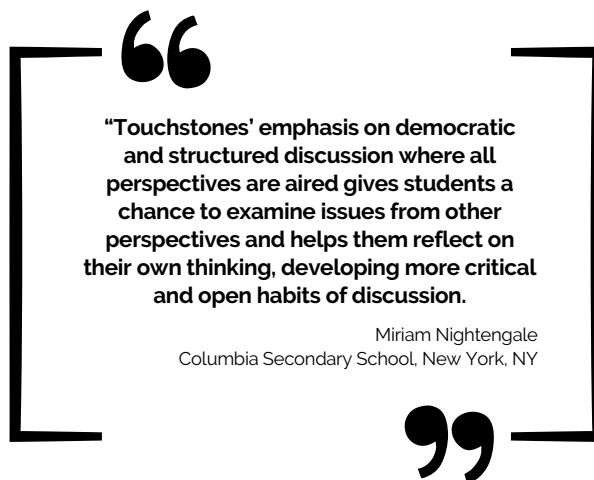 “Touchstones’ emphasis on democratic
and structured discussion where all
perspectives are aired gives students a
chance to examine issues from other
perspectives and helps them reflect on
their own thinking, developing more critical
and open habits of discussion.
Miriam Nightengale
Columbia Secondary School, New York, NY